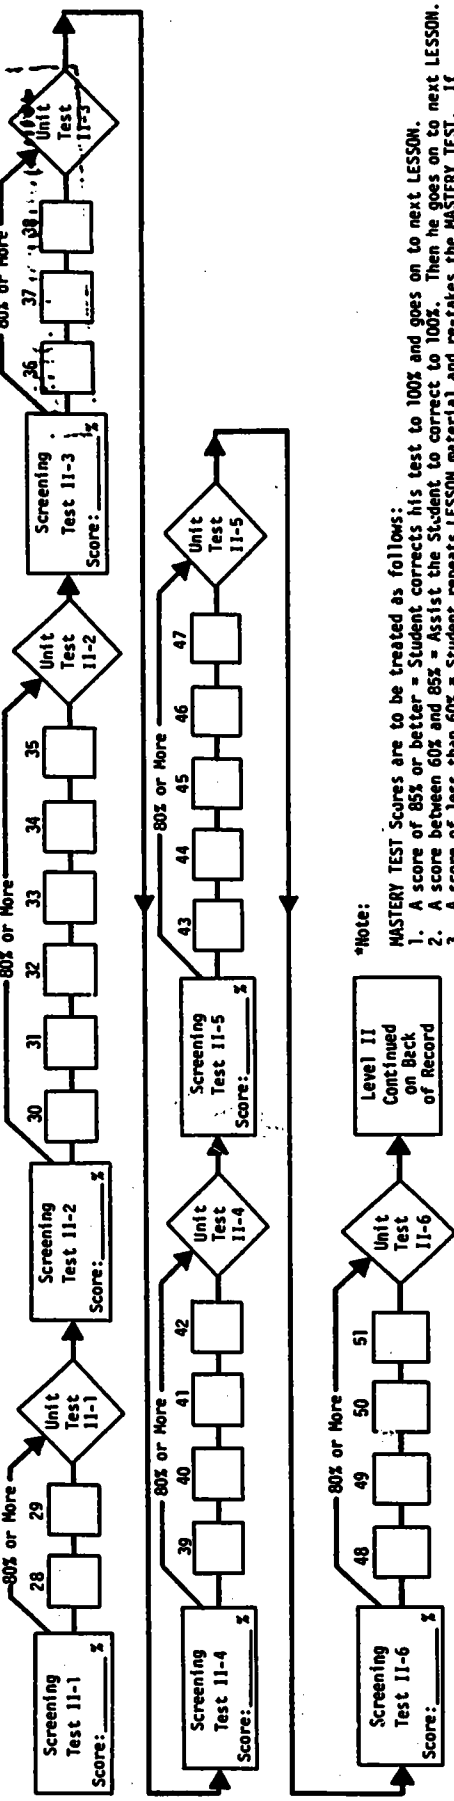 Screening
Test II-1
Score: ____%
80% or More
28
29
Unit
Test
II-1
Screening
Test II-2
Score: ____%
80% or More
30
31
32
33
34
35
Unit
Test
II-2
Screening
Test II-3
Score: ____%
80% or More
36
37
38
Unit
Test
II-3
Screening
Test II-4
Score: ____%
80% or More
39
40
41
42
Unit
Test
II-4
Screening
Test II-5
Score: ____%
80% or More
43
44
45
46
47
Unit
Test
II-5
Screening
Test II-6
Score: ____%
80% or More
48
49
50
51
Unit
Test
II-6
Level II
Continued
on Back
of Record
*Note:
MASTERY TEST Scores are to be treated as follows:
1. A score of 85% or better = Student corrects his test to 100% and goes on to next LESSON.
2. A score between 60% and 85% = Assist the Student to correct to 100%. Then he goes on to next LESSON.
3. A score of less than 60% = Student repeats LESSON material and re-takes the MASTERY TEST. If